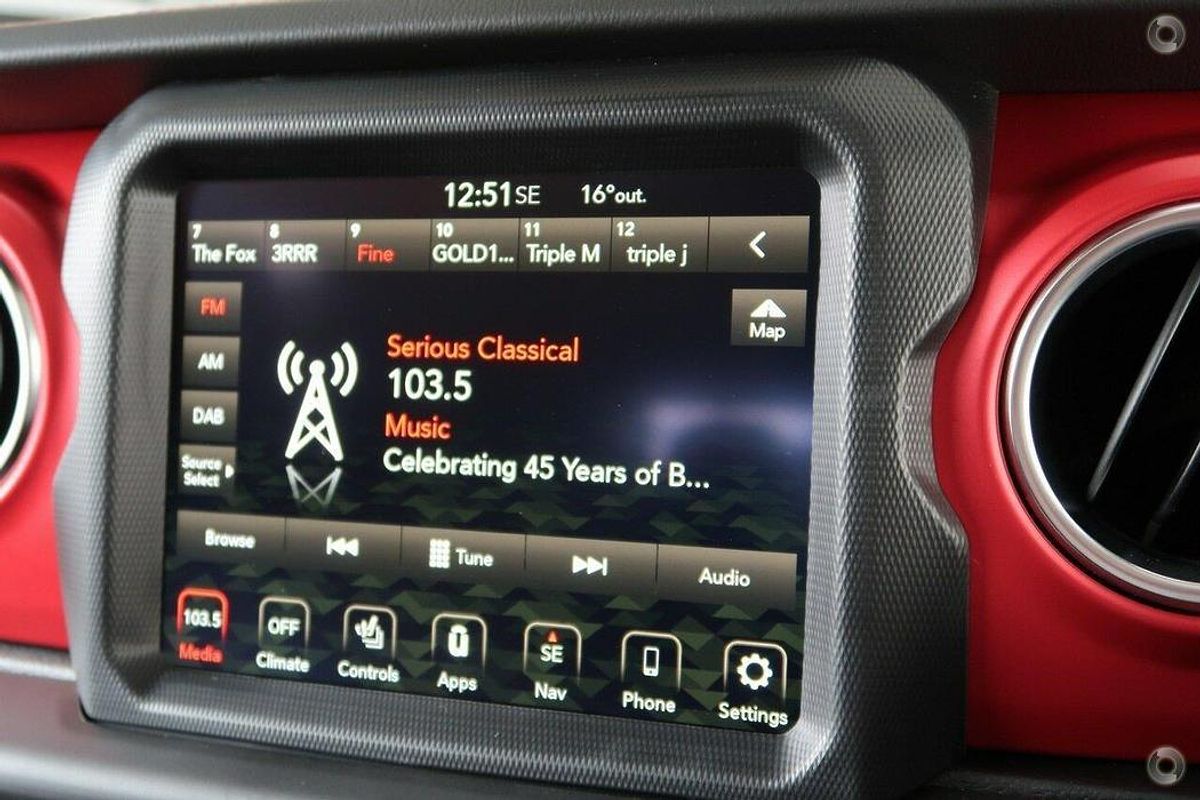 12:51 SE 16° out.
7 8 9 10 11 12
The Fox 3RRR Fine GOLD1... Triple M triple j
FM
Map
AM
Serious Classical
103.5
DAB
Music
Source
Select
Celebrating 45 Years of B...
Browse Tune Audio
103.5 OFF SE
Media Climate Controls Apps Nav Phone Settings